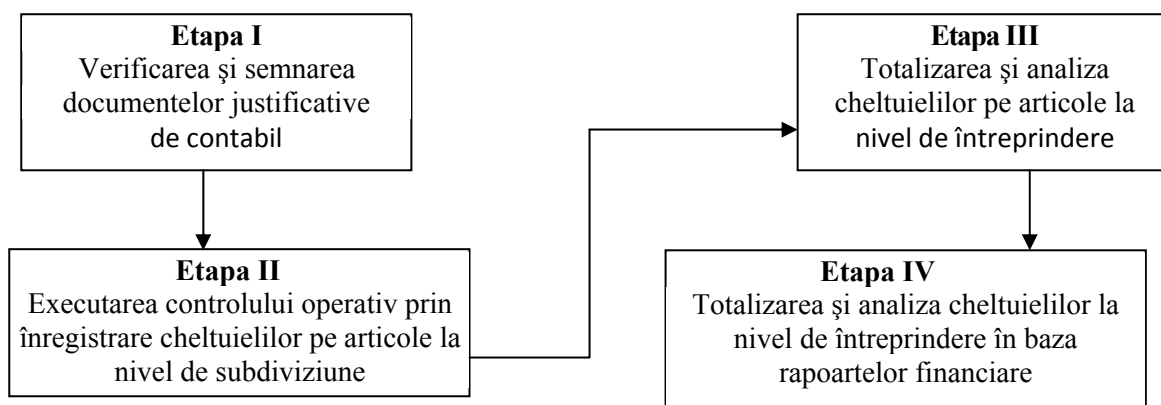 Etapa I
Verificarea şi semnarea
documentelor justificative
de contabil
Etapa II
Executarea controlului operativ prin
înregistrare cheltuielilor pe articole la
nivel de subdiviziune
Etapa III
Totalizarea şi analiza
cheltuielilor pe articole la
nivel de întreprindere
Etapa IV
Totalizarea şi analiza cheltuielilor la
nivel de întreprindere în baza
rapoartelor financiare